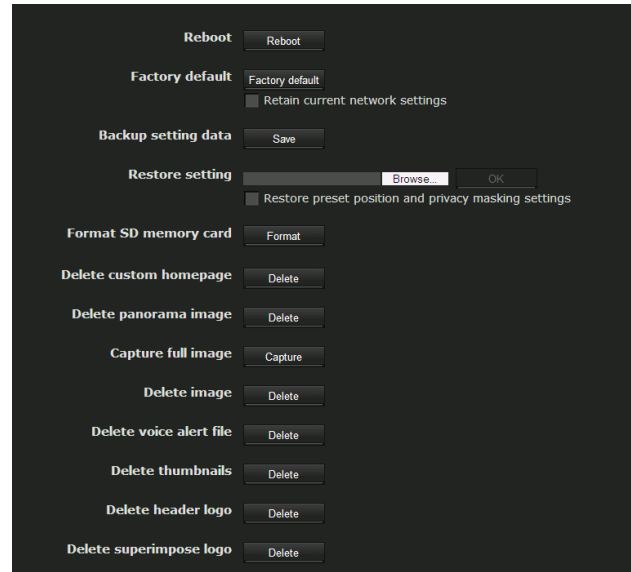 Reboot Reboot
Factory default Factory default
Retain current network settings
Backup setting data Save
Restore setting Browse... OK
Restore preset position and privacy masking settings
Format SD memory card Format
Delete custom homepage Delete
Delete panorama image Delete
Capture full image Capture
Delete image Delete
Delete voice alert file Delete
Delete thumbnails Delete
Delete header logo Delete
Delete superimpose logo Delete